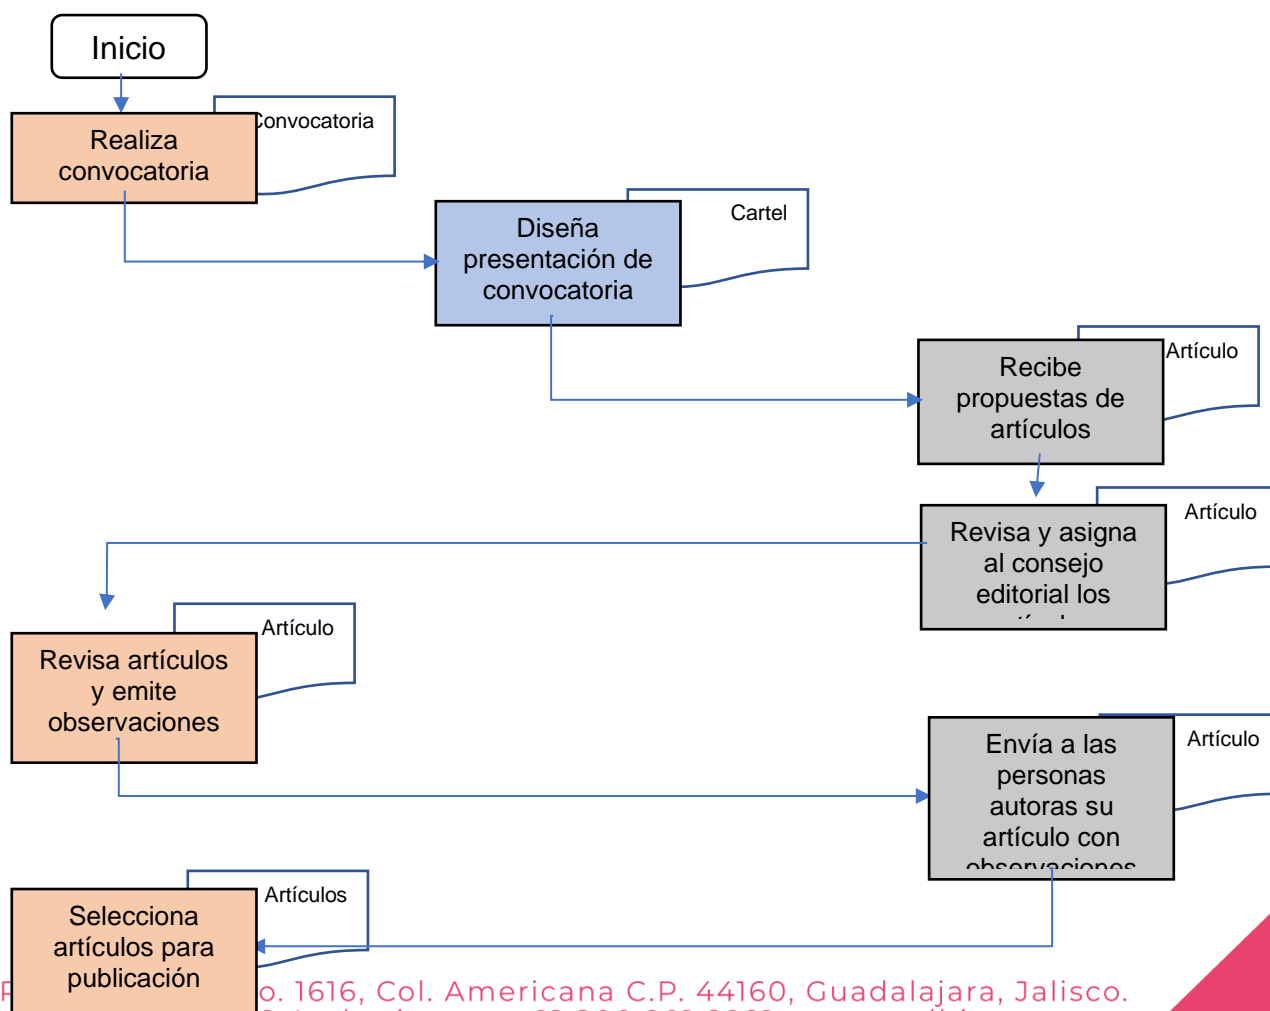 Inicio
Convocatoria
Realiza
convocatoria
Cartel
Diseña
presentación de
convocatoria
Artículo
Recibe
propuestas de
artículos
Artículo
Revisa y asigna
al consejo
editorial los
Artículo
Revisa artículos
y emite
observaciones
Artículo
Envía a las
personas
autoras su
artículo con
observaciones
Artículos
Selecciona
artículos para
publicación
o. 1616, Col. Americana C.P. 44160, Guadalajara, Jalisco.